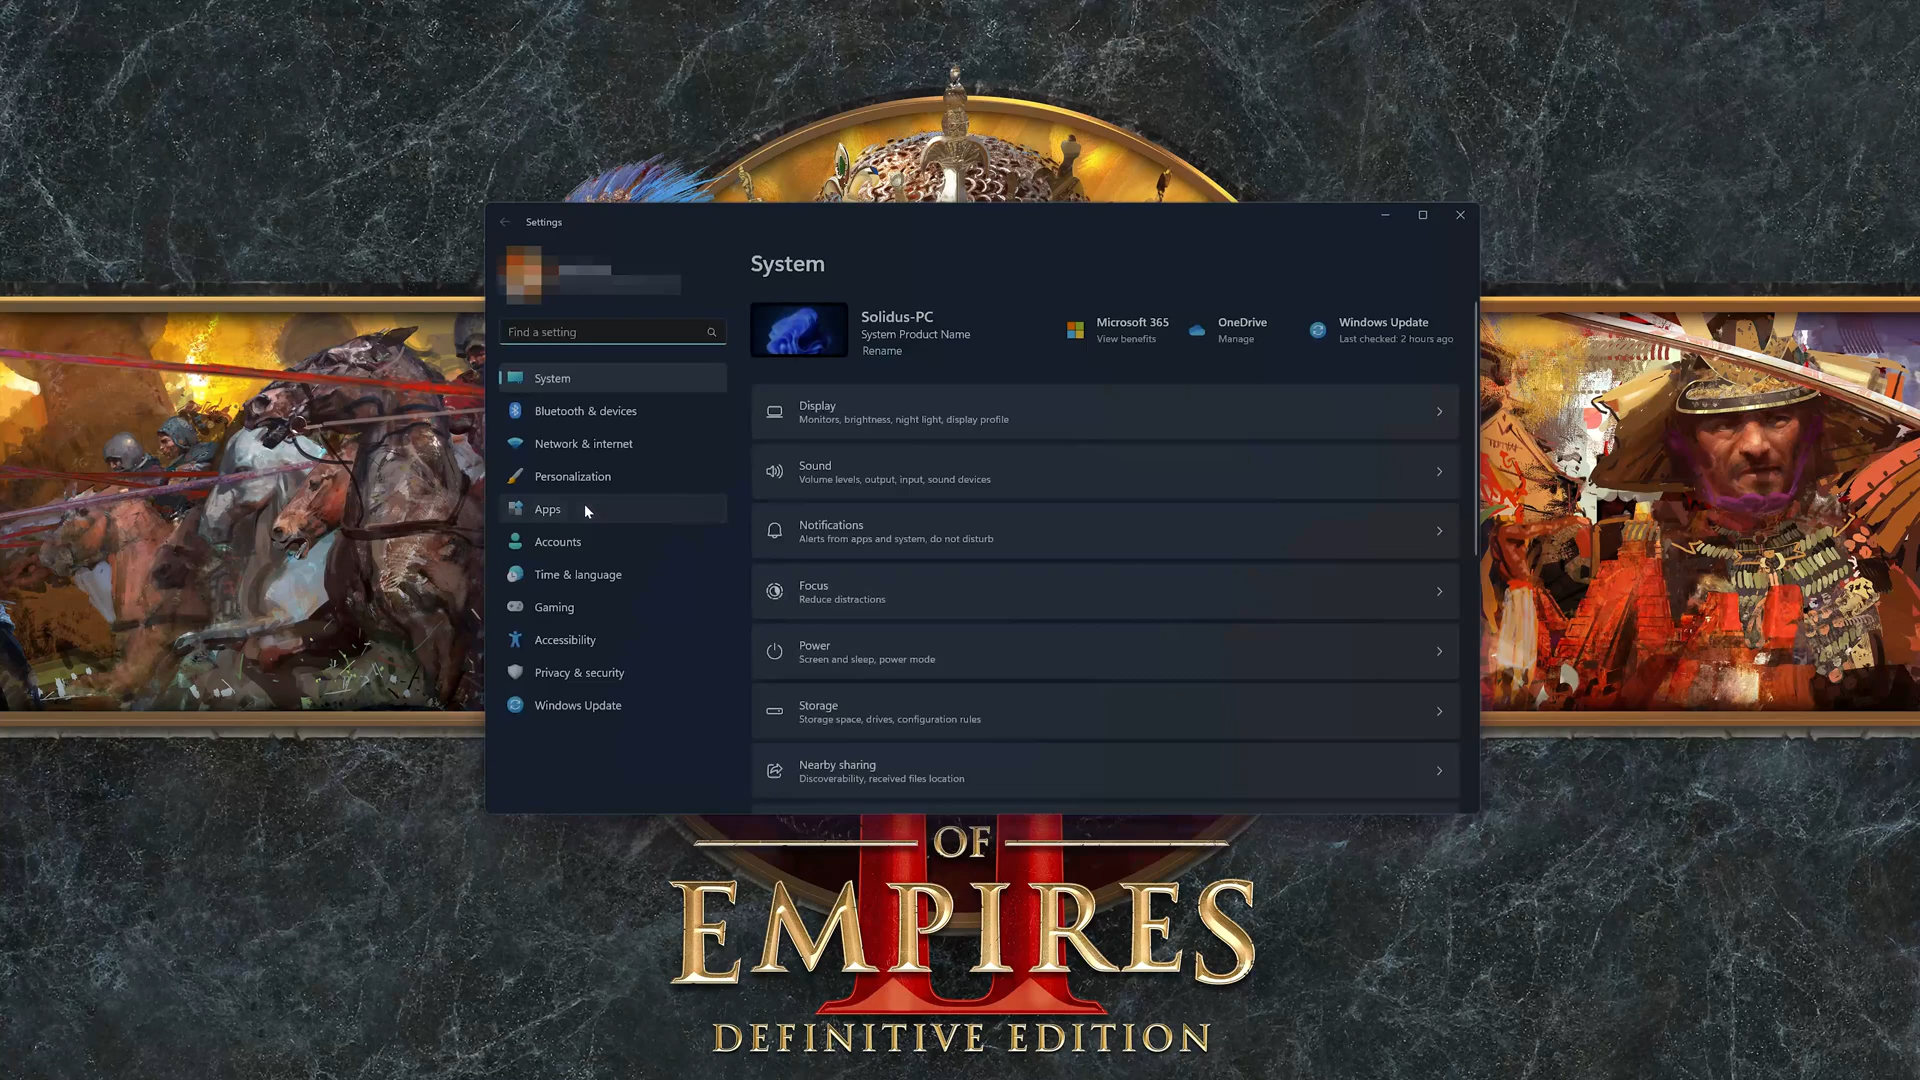 Settings
System
Find a setting
Solidus-PC
System Product Name
Rename
Microsoft 365
View benefits
OneDrive
Manage
Windows Update
Last checked: 2 hours ago
System
Bluetooth & devices
Network & internet
Personalization
Apps
Accounts
Time & language
Gaming
Accessibility
Privacy & security
Windows Update
Display
Monitors, brightness, night light, display profile
Sound
Volume levels, output, input, sound devices
Notifications
Alerts from apps and system, do not disturb
Focus
Reduce distractions
Power
Screen and sleep, power mode
Storage
Storage space, drives, configuration rules
Nearby sharing
Discoverability, received files location
OF
EMPIRES
II
DEFINITIVE EDITION